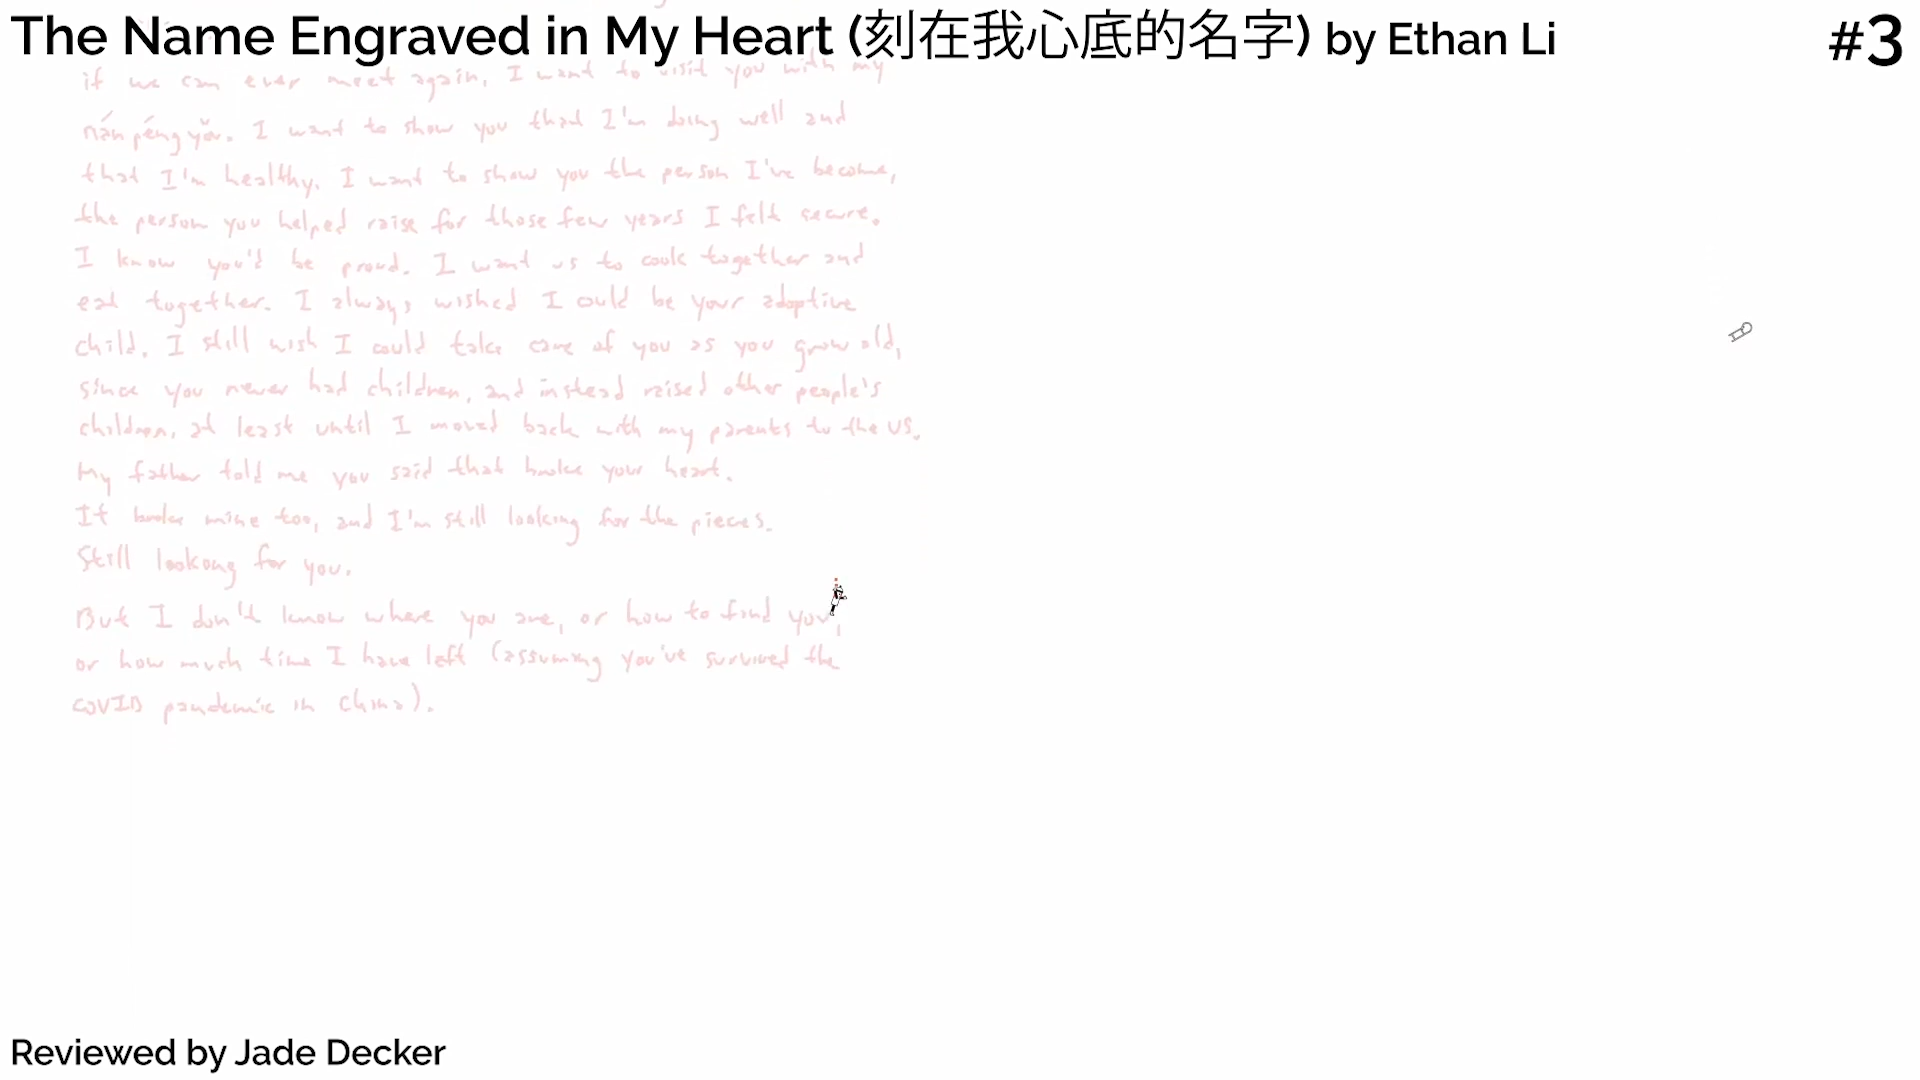 The Name Engraved in My Heart (刻在我心底的名字) by Ethan Li
#3
if we can ever meet again, I want to visit you with my
nán péng yǒu. I want to show you that I'm doing well and
that I'm healthy. I want to show you the person I've become,
the person you helped raise for those few years I felt secure.
I know you'd be proud. I want us to cook together and
eat together. I always wished I could be your adoptive
child. I still wish I could take care of you as you grow old,
since you never had children, and instead raised other people's
children, at least until I moved back with my parents to the US.
My father told me you said that broke your heart.
It broke mine too, and I'm still looking for the pieces.
Still lookong for you.
But I don't know where you are, or how to find you,
or how much time I have left (assuming you've survived the
COVID pandemic in China).
Reviewed by Jade Decker